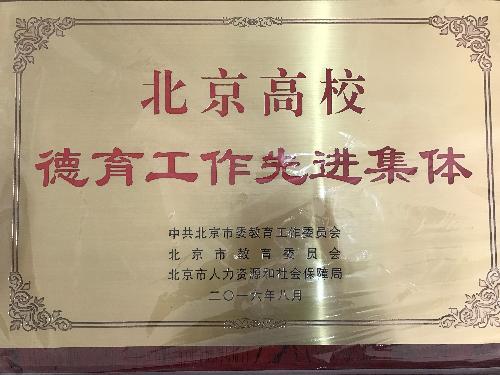 北京高校
德育工作先进集体
中共北京市委教育工作委员会
北京市教育委员会
北京市人力资源和社会保障局
二〇一六年八月